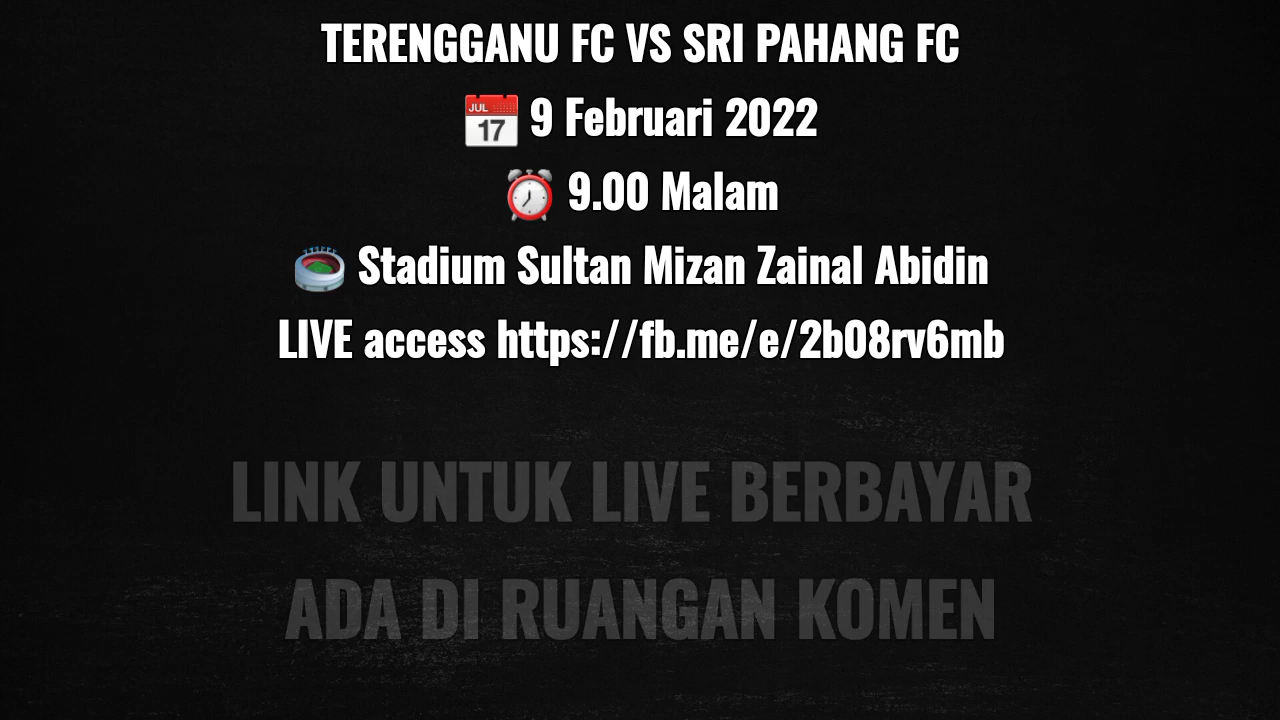 TERENGGANU FC VS SRI PAHANG FC
📅 9 Februari 2022
⏰ 9.00 Malam
🏟️ Stadium Sultan Mizan Zainal Abidin
LIVE access https://fb.me/e/2b08rv6mb
LINK UNTUK LIVE BERBAYAR
ADA DI RUANGAN KOMEN